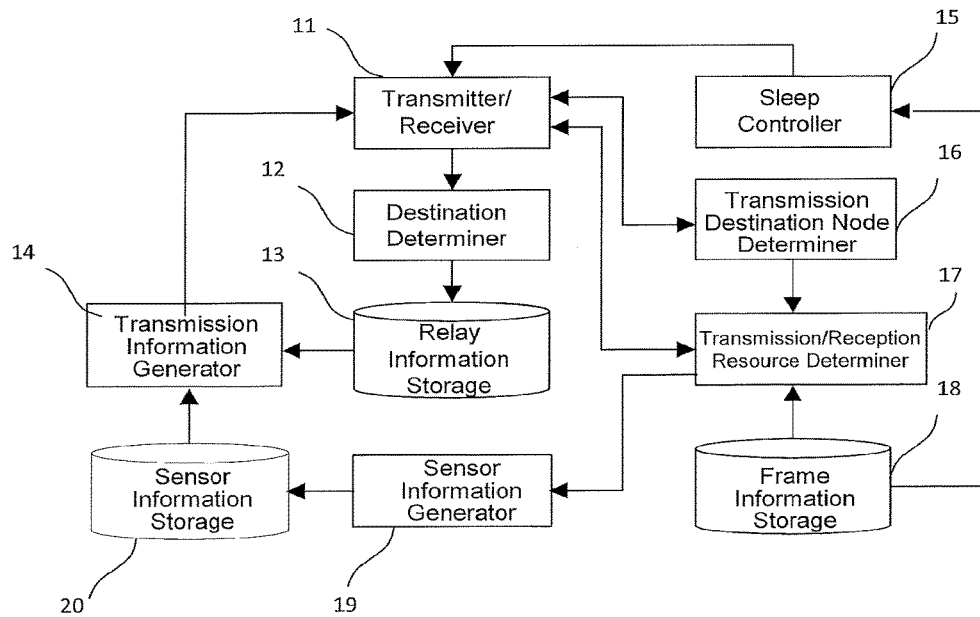 11
15
Transmitter/
Receiver
Sleep
Controller
12
16
Destination
Determiner
Transmission
Destination Node
Determiner
14
13
17
Transmission
Information
Generator
Relay
Information
Storage
Transmission/Reception
Resource Determiner
18
Sensor
Information
Storage
Sensor
Information
Generator
Frame
Information
Storage
20
19